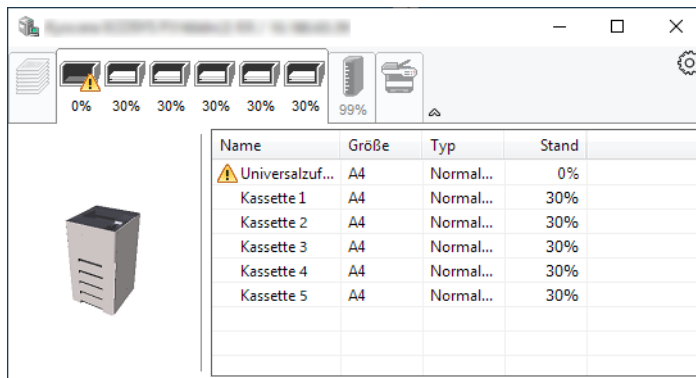 0% 30% 30% 30% 30% 30% 99%
Name Größe Typ Stand
Universalzuf... A4 Normal... 0%
Kassette 1 A4 Normal... 30%
Kassette 2 A4 Normal... 30%
Kassette 3 A4 Normal... 30%
Kassette 4 A4 Normal... 30%
Kassette 5 A4 Normal... 30%